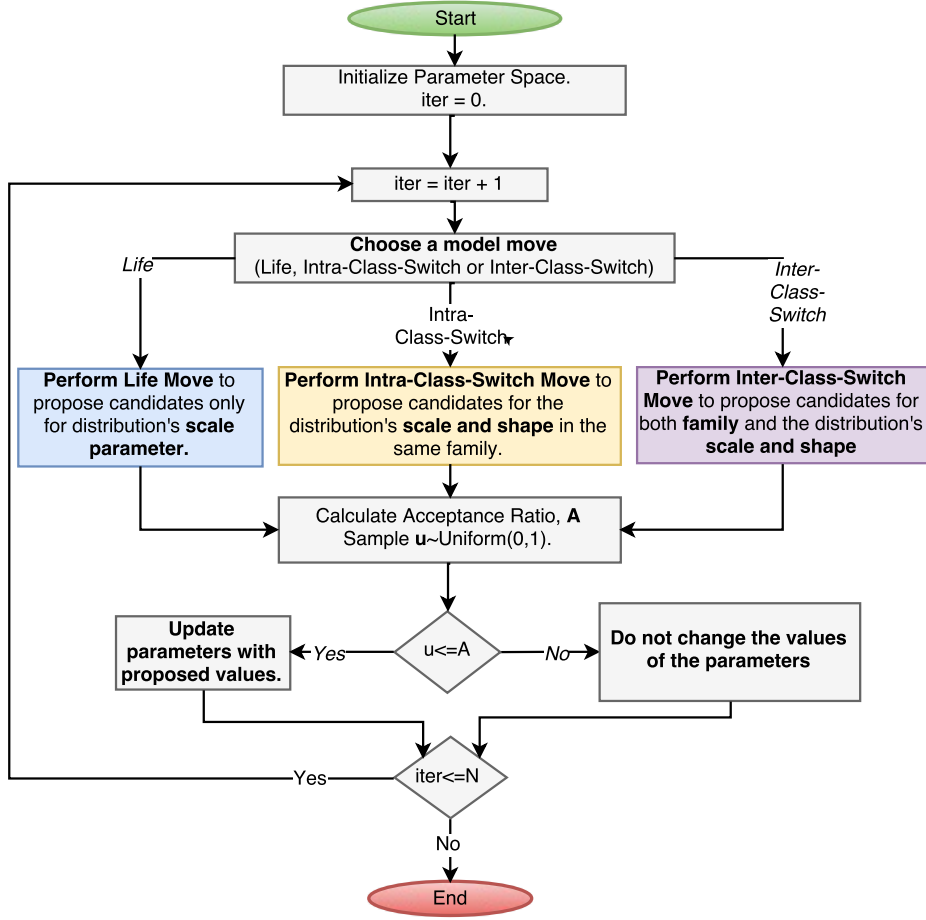 Start
Initialize Parameter Space.
iter = 0.
iter = iter + 1
Choose a model move
(Life, Intra-Class-Switch or Inter-Class-Switch)
Life
Intra-
Class-Switch
Inter-
Class-
Switch
Perform Life Move to
propose candidates only
for distribution's scale
parameter.
Perform Intra-Class-Switch Move to
propose candidates for the
distribution's scale and shape in the
same family.
Perform Inter-Class-Switch
Move to propose candidates for
both family and the distribution's
scale and shape
Calculate Acceptance Ratio, A
Sample u~Uniform(0,1).
Update
parameters with
proposed values.
Yes
u<=A
No
Do not change the values
of the parameters
Yes
iter<=N
No
End